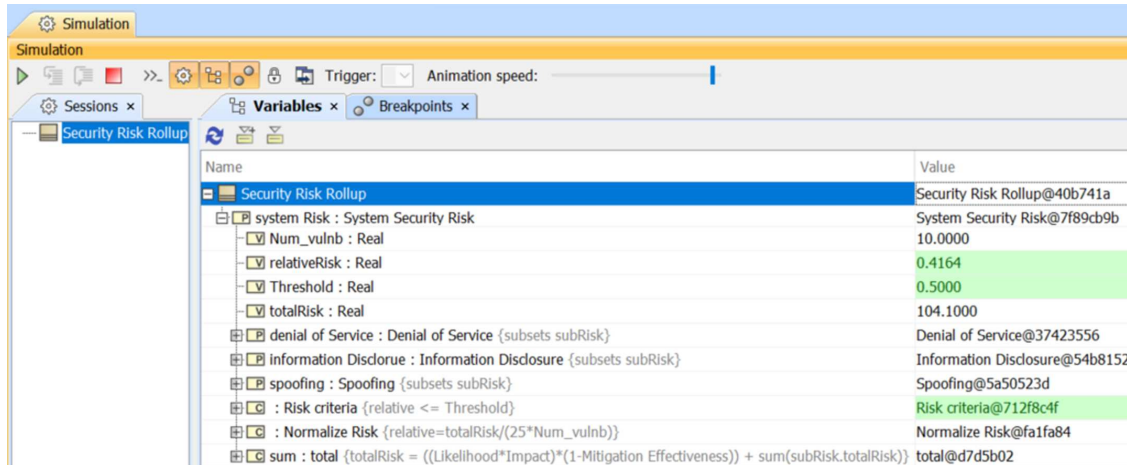 Simulation
Simulation
Trigger: Animation speed:
Sessions × Variables × Breakpoints ×
Security Risk Rollup
Name Value
Security Risk Rollup Security Risk Rollup@40b741a
P system Risk : System Security Risk System Security Risk@7f89cb9b
V Num_vulnb : Real 10.0000
V relativeRisk : Real 0.4164
V Threshold : Real 0.5000
V totalRisk : Real 104.1000
P denial of Service : Denial of Service {subsets subRisk} Denial of Service@37423556
P information Disclorue : Information Disclosure {subsets subRisk} Information Disclosure@54b8152
P spoofing : Spoofing {subsets subRisk} Spoofing@5a50523d
C : Risk criteria {relative <= Threshold} Risk criteria@712f8c4f
C : Normalize Risk {relative=totalRisk/(25*Num_vulnb)} Normalize Risk@fa1fa84
C sum : total {totalRisk = ((Likelihood*Impact)*(1-Mitigation Effectiveness)) + sum(subRisk.totalRisk)} total@d7d5b02